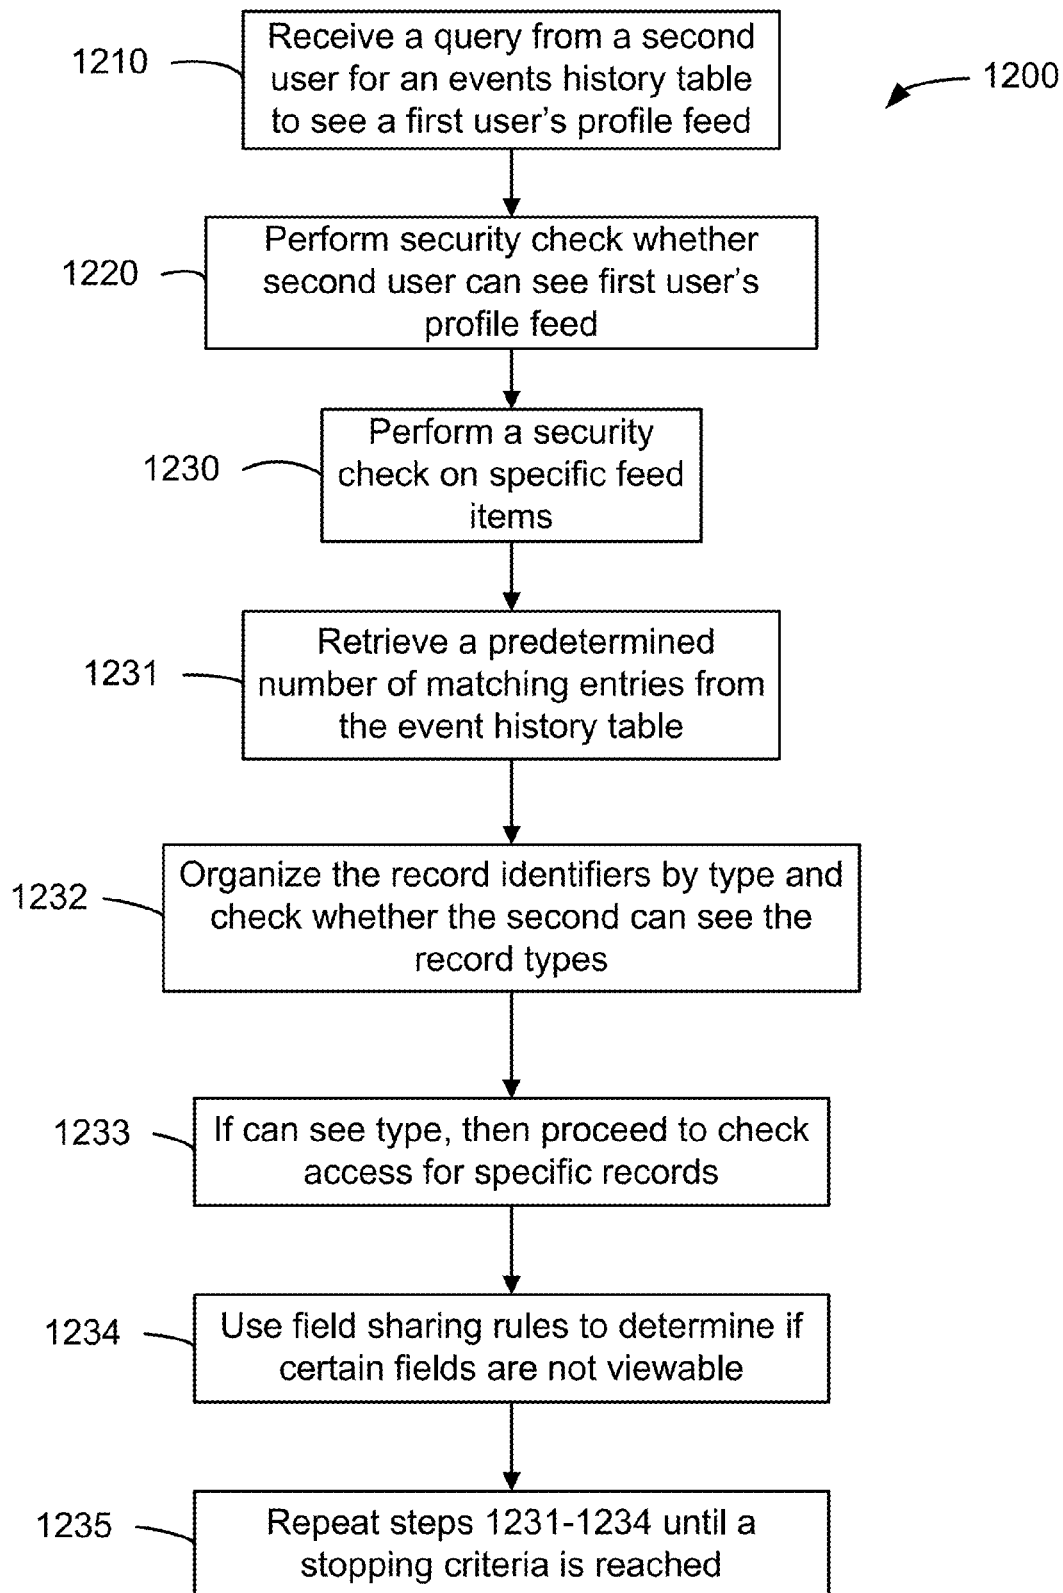 1210
Receive a query from a second
user for an events history table
to see a first user's profile feed
1200
1220
Perform security check whether
second user can see first user's
profile feed
1230
Perform a security
check on specific feed
items
1231
Retrieve a predetermined
number of matching entries from
the event history table
1232
Organize the record identifiers by type and
check whether the second can see the
record types
1233
If can see type, then proceed to check
access for specific records
1234
Use field sharing rules to determine if
certain fields are not viewable
1235
Repeat steps 1231-1234 until a
stopping criteria is reached